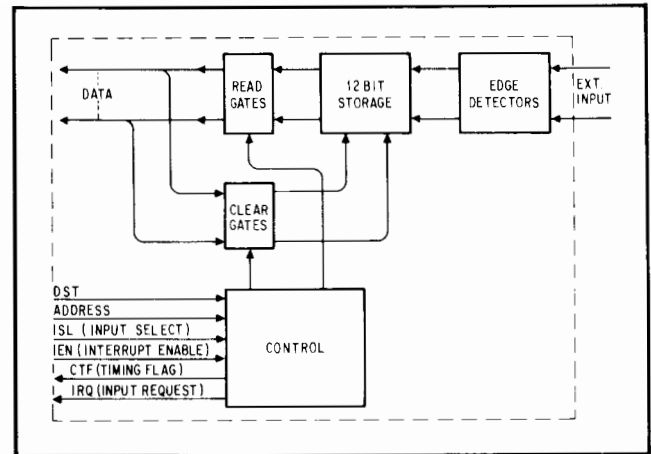 READ
GATES
12 BIT
STORAGE
EDGE
DETECTORS
EXT.
INPUT
DATA
CLEAR
GATES
DST
ADDRESS
ISL (INPUT SELECT)
IEN (INTERRUPT ENABLE)
CTF (TIMING FLAG)
IRQ (INPUT REQUEST)
CONTROL